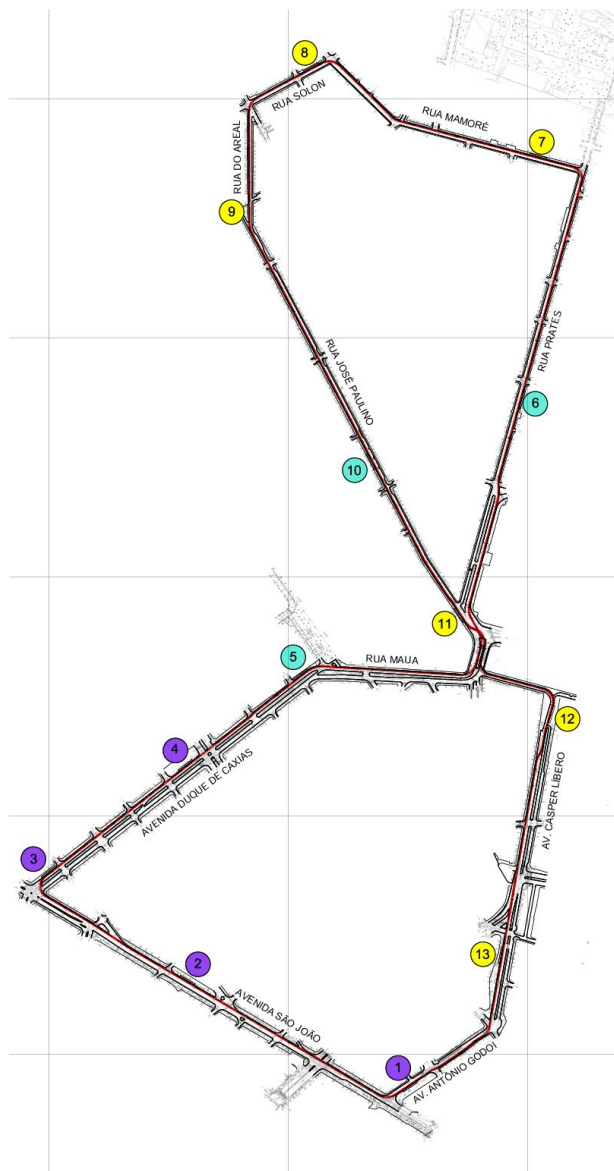 8
RUA SOLON
RUA MAMORÉ
7
RUA DO AREAL
9
RUA JOSÉ PAULINO
RUA PRATES
6
10
11
5
RUA MAUA
12
4
AVENIDA DUQUE DE CAXIAS
AV. CASPER LÍBERO
3
2
13
AVENIDA SÃO JOÃO
1
AV. ANTÔNIO GODOI